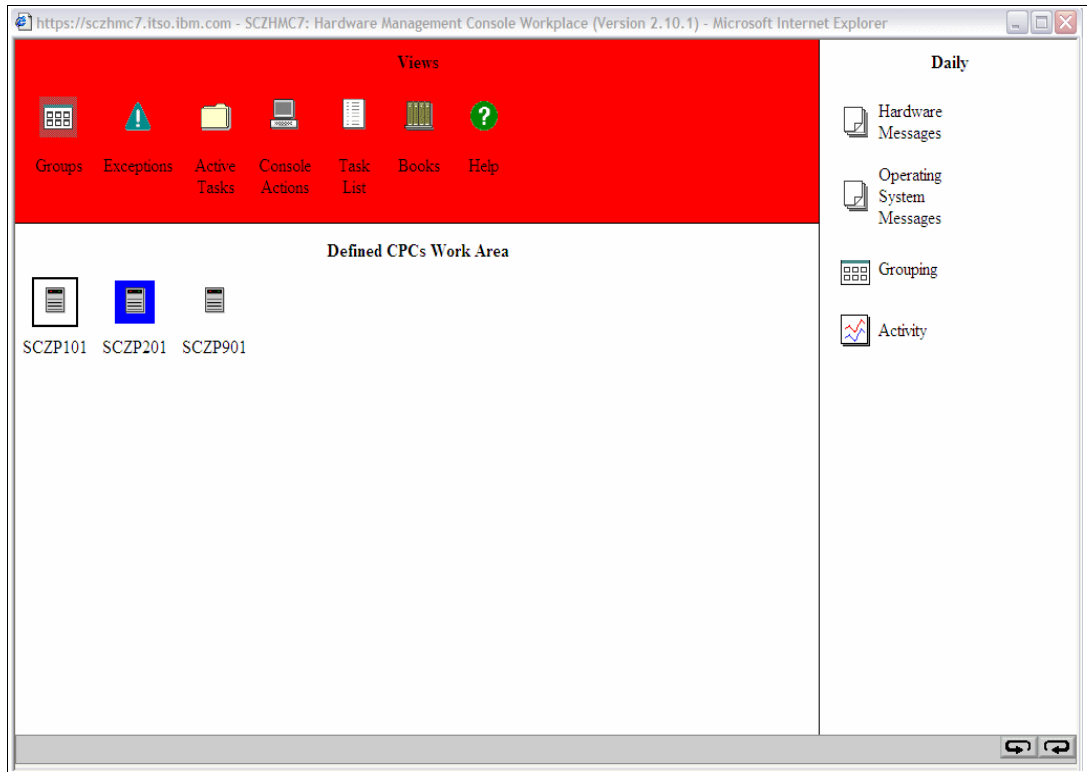 https://sczhmc7.itso.ibm.com - SCZHMC7: Hardware Management Console Workplace (Version 2.10.1) - Microsoft Internet Explorer
Views
Groups
Exceptions
Active
Tasks
Console
Actions
Task
List
Books
Help
Defined CPCs Work Area
SCZP101
SCZP201
SCZP901
Daily
Hardware
Messages
Operating
System
Messages
Grouping
Activity